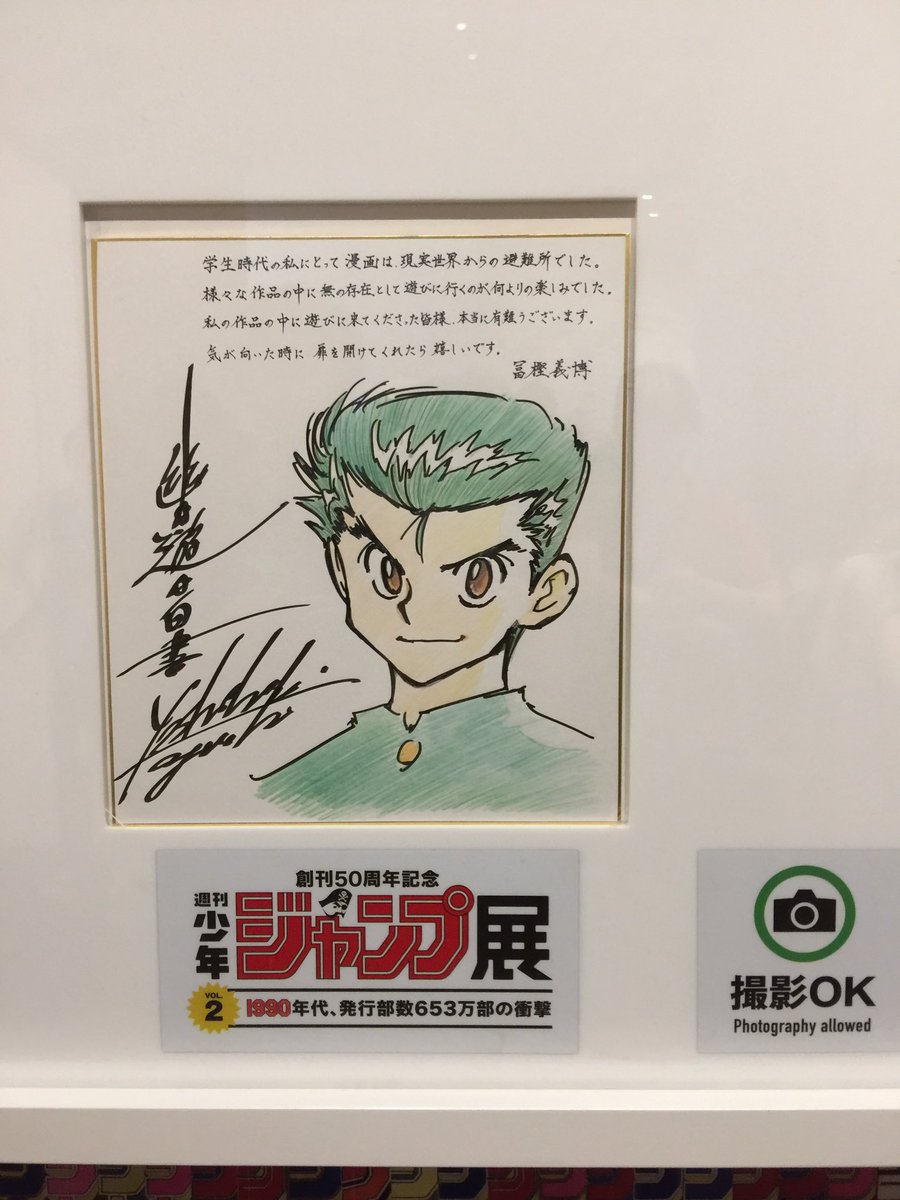 学生時代の私にとって漫画は、現実世界からの避難所でした。
様々な作品の中に無の存在として遊びに行くのが、何よりの楽しみでした。
私の作品の中に遊びに来てくださった皆様、本当に有難うございます。
気が向いた時に扉を開けてくれたら嬉しいです。
冨樫義博
幽遊白書
創刊50周年記念
週刊
少年
ジャンプ展
VOL.
2
1990年代、発行部数653万部の衝撃
撮影OK
Photography allowed